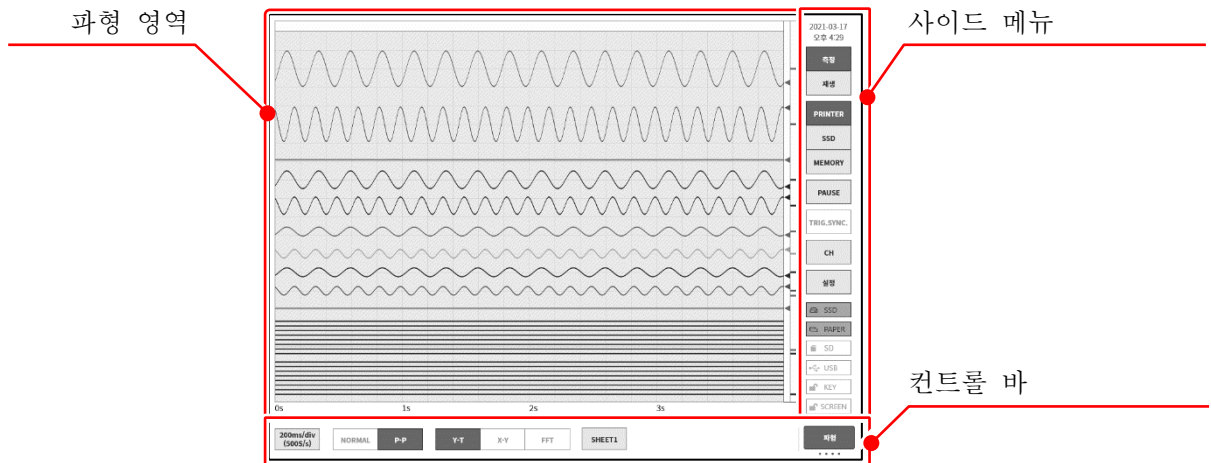 파형 영역
사이드 메뉴
2021-03-17
오후 4:29
측정
재생
PRINTER
SSD
MEMORY
PAUSE
TRIG.SYNC.
CH
설정
SSD
PAPER
SD
USB
KEY
SCREEN
컨트롤 바
0s 1s 2s 3s
200ms/div
(500S/s)
NORMAL P-P Y-T X-Y FFT SHEET1 파형